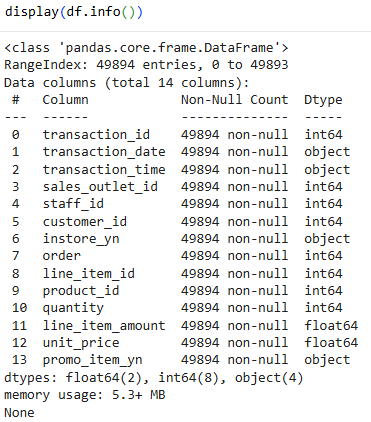 display(df.info())
<class 'pandas.core.frame.DataFrame'>
RangeIndex: 49894 entries, 0 to 49893
Data columns (total 14 columns):
 #   Column            Non-Null Count  Dtype
---  ------            --------------  -----
 0   transaction_id    49894 non-null  int64
 1   transaction_date  49894 non-null  object
 2   transaction_time  49894 non-null  object
 3   sales_outlet_id   49894 non-null  int64
 4   staff_id          49894 non-null  int64
 5   customer_id       49894 non-null  int64
 6   instore_yn        49894 non-null  object
 7   order             49894 non-null  int64
 8   line_item_id      49894 non-null  int64
 9   product_id        49894 non-null  int64
 10  quantity          49894 non-null  int64
 11  line_item_amount  49894 non-null  float64
 12  unit_price        49894 non-null  float64
 13  promo_item_yn     49894 non-null  object
dtypes: float64(2), int64(8), object(4)
memory usage: 5.3+ MB
None